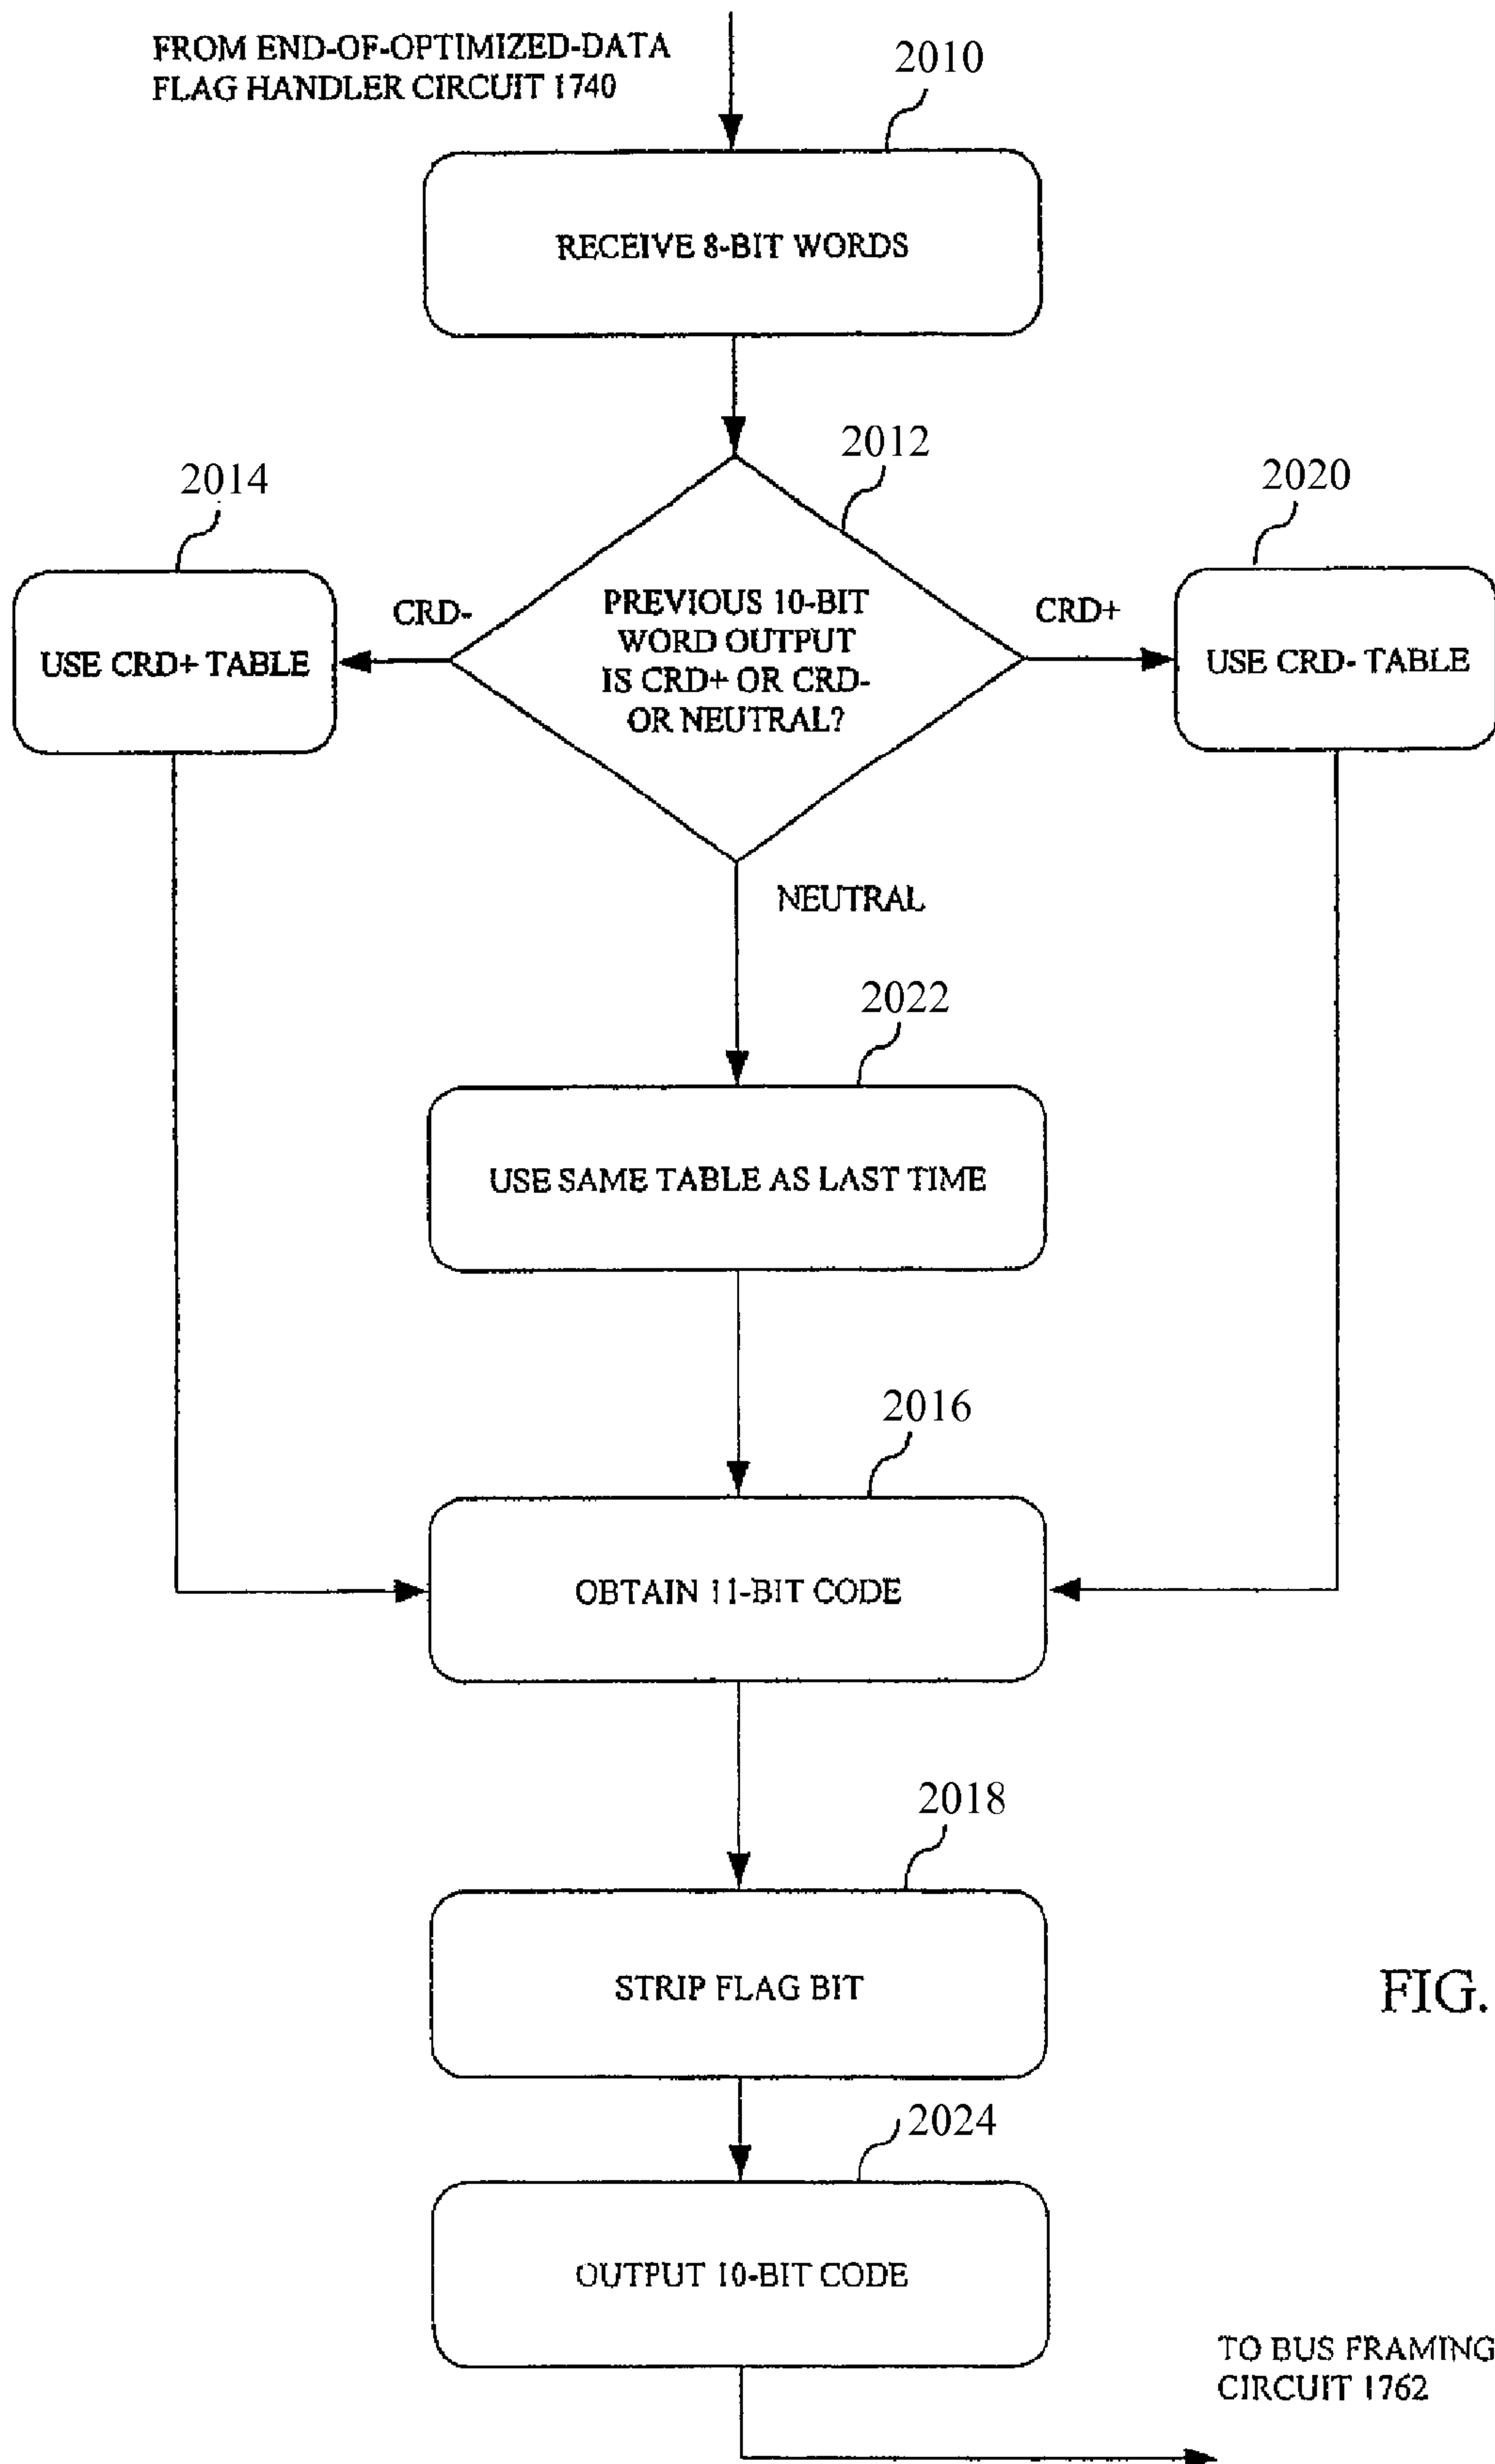 FROM END-OF-OPTIMIZED-DATA
FLAG HANDLER CIRCUIT 1740
2010
RECEIVE 8-BIT WORDS
2012
2014
2020
CRD-
PREVIOUS 10-BIT
WORD OUTPUT
IS CRD+ OR CRD-
OR NEUTRAL?
CRD+
USE CRD+ TABLE
USE CRD- TABLE
NEUTRAL
2022
USE SAME TABLE AS LAST TIME
2016
OBTAIN 11-BIT CODE
2018
STRIP FLAG BIT
FIG.
2024
OUTPUT 10-BIT CODE
TO BUS FRAMING
CIRCUIT 1762